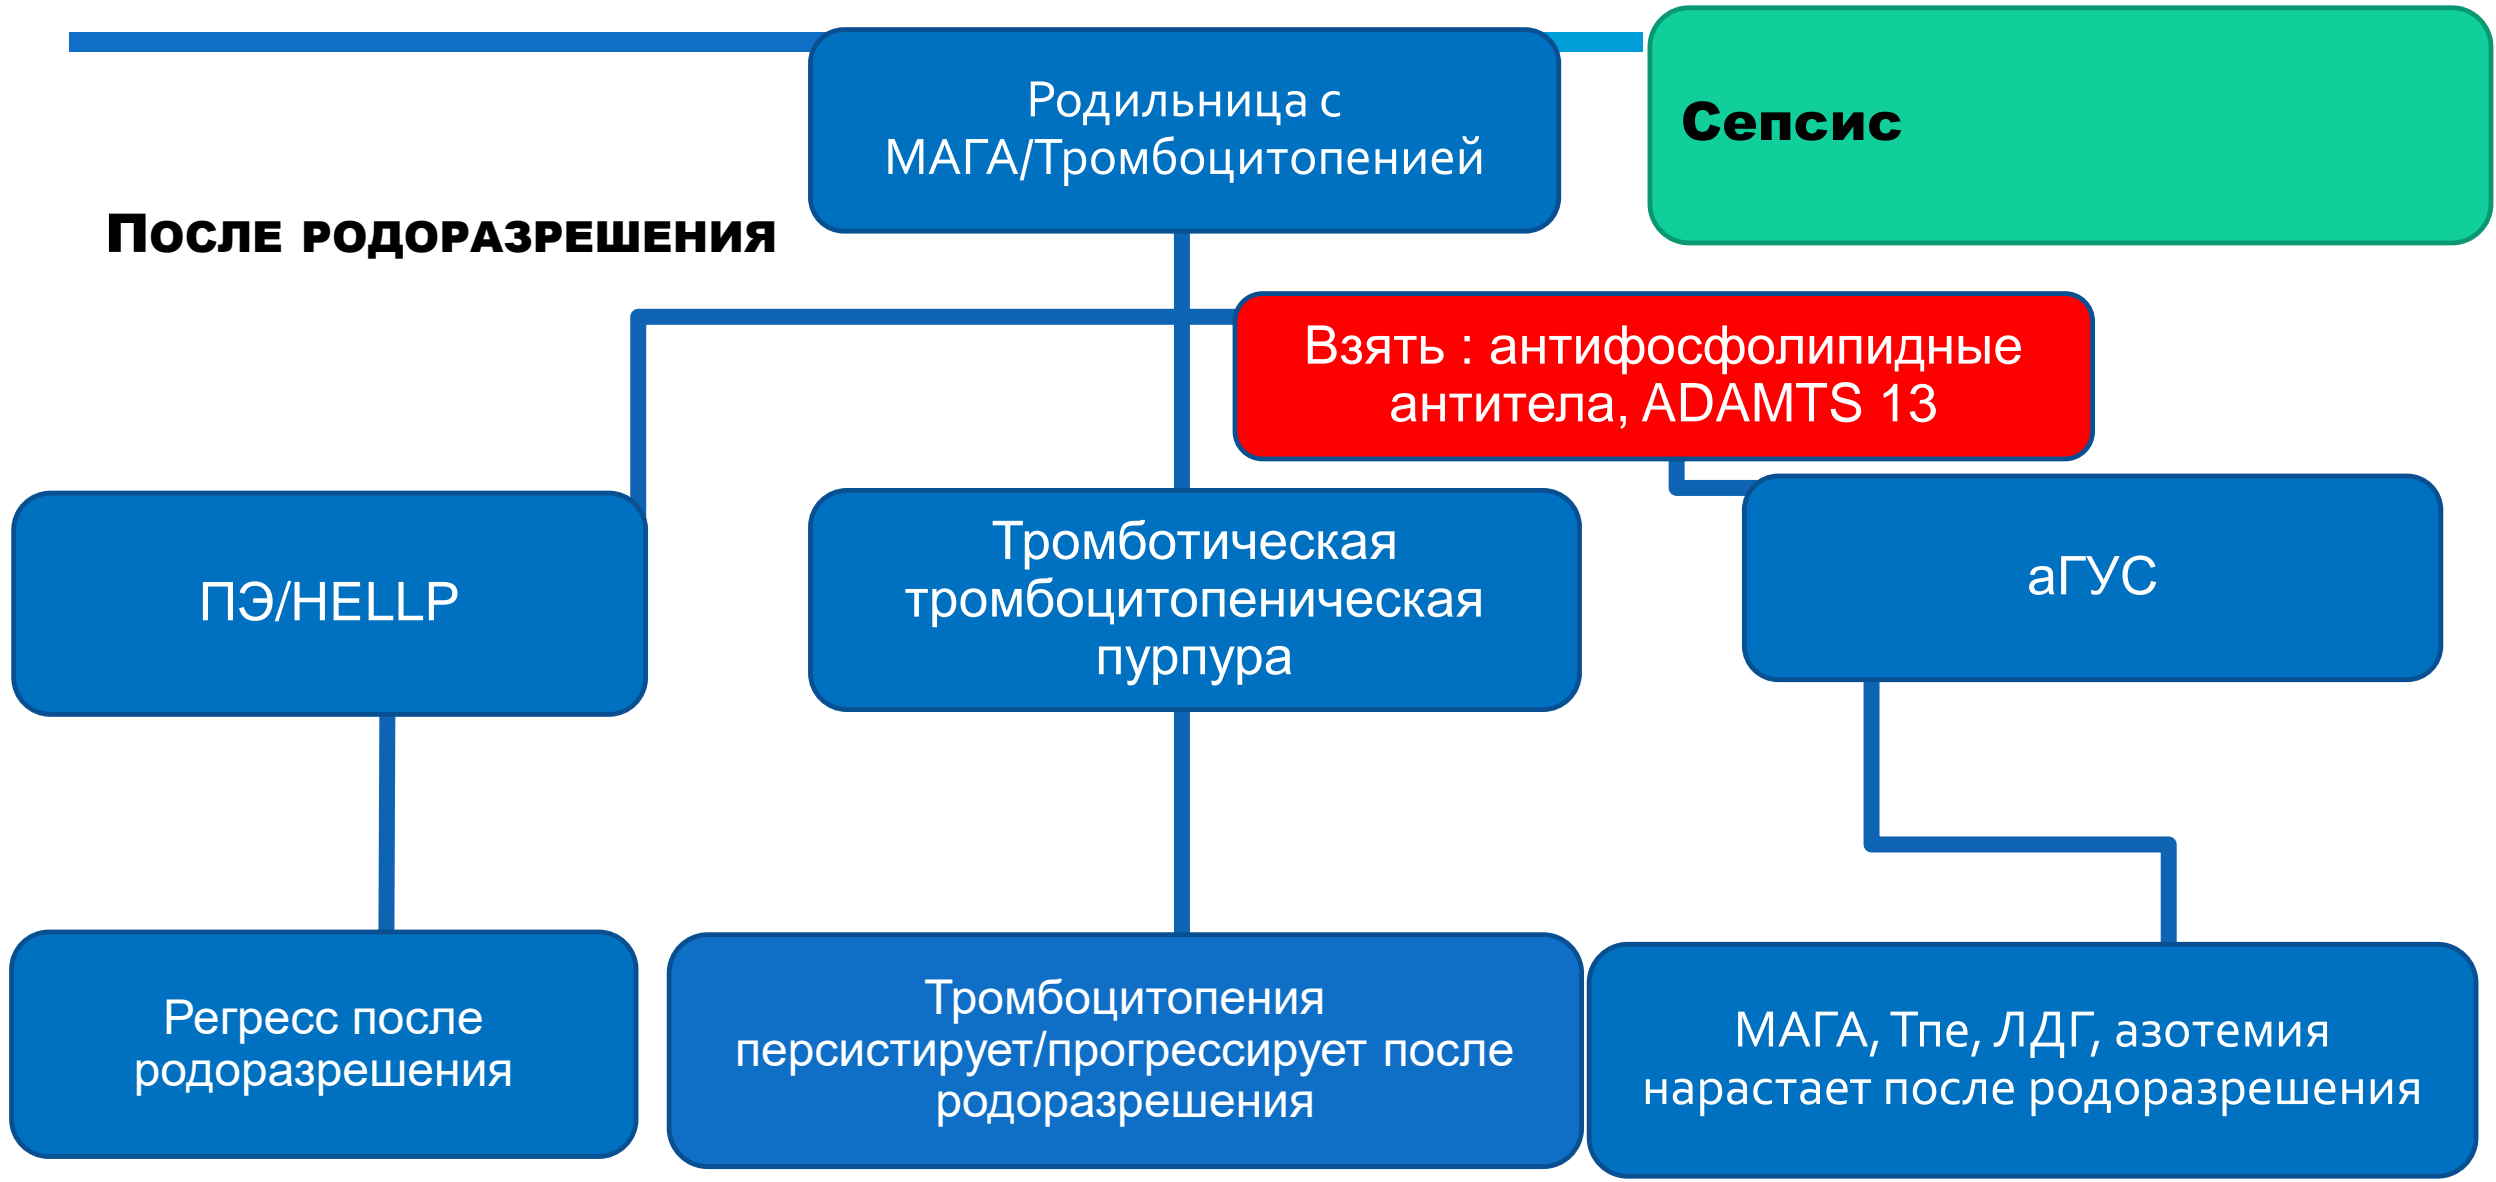 Родильница с
МАГА/Тромбоцитопенией
Сепсис
После родоразрешения
Взять : антифосфолипидные
антитела, ADAMTS 13
ПЭ/HELLP
Тромботическая
тромбоцитопеническая
пурпура
аГУС
Регресс после
родоразрешения
Тромбоцитопения
персистирует/прогрессирует после
родоразрешения
МАГА, Тпе, ЛДГ, азотемия
нарастает после родоразрешения